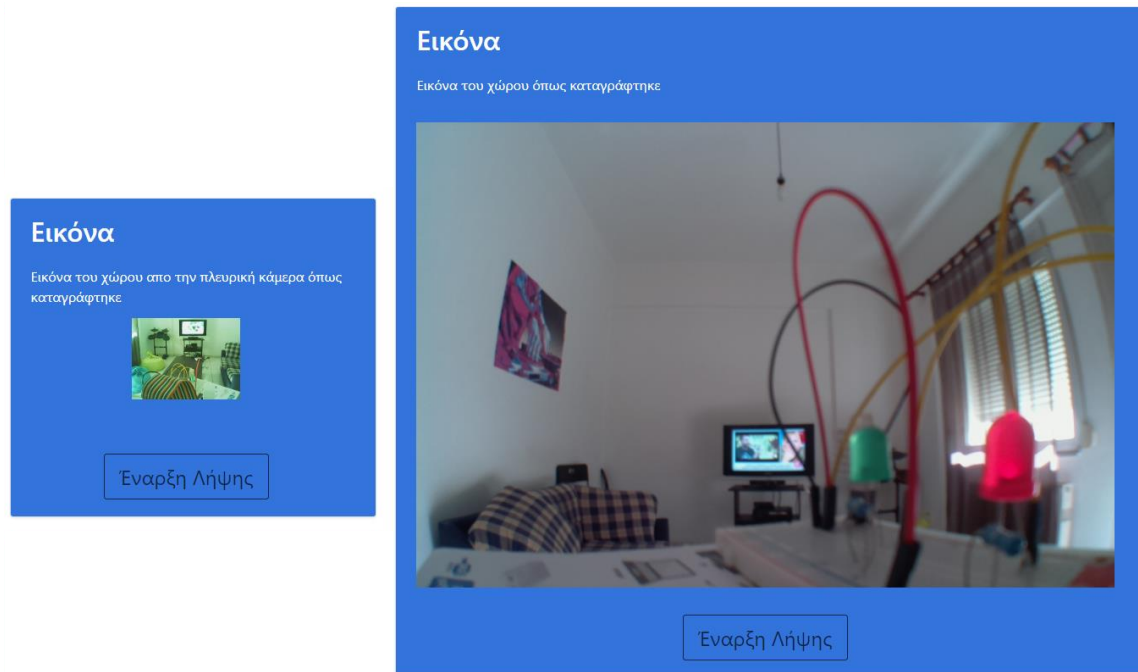 Εικόνα
Εικόνα του χώρου απο την πλευρική κάμερα όπως
καταγράφτηκε
Έναρξη Λήψης
Εικόνα
Εικόνα του χώρου όπως καταγράφτηκε
Έναρξη Λήψης